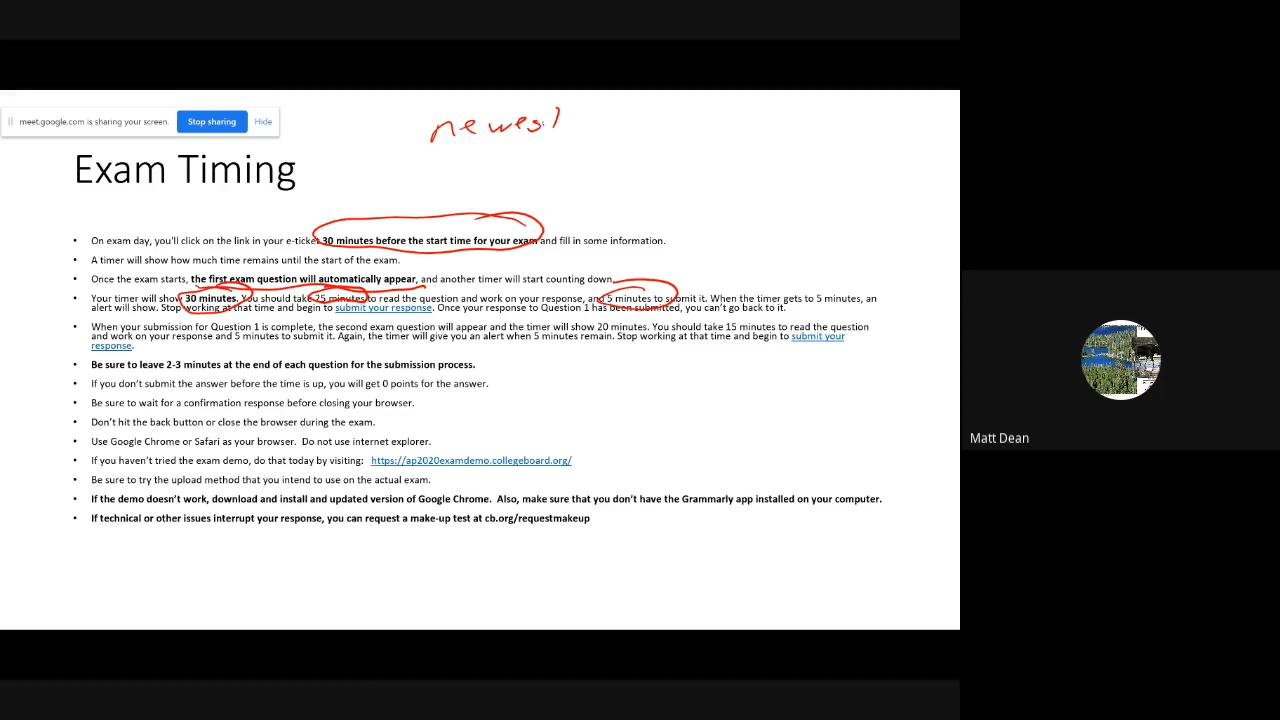 meet.google.com is sharing your screen. Stop sharing Hide
newest
Exam Timing
• On exam day, you'll click on the link in your e-ticket 30 minutes before the start time for your exam and fill in some information.
• A timer will show how much time remains until the start of the exam.
• Once the exam starts, the first exam question will automatically appear, and another timer will start counting down.
• Your timer will show 30 minutes. You should take 25 minutes to read the question and work on your response, and 5 minutes to submit it. When the timer gets to 5 minutes, an
alert will show. Stop working at that time and begin to submit your response. Once your response to Question 1 has been submitted, you can't go back to it.
• When your submission for Question 1 is complete, the second exam question will appear and the timer will show 20 minutes. You should take 15 minutes to read the question
and work on your response and 5 minutes to submit it. Again, the timer will give you an alert when 5 minutes remain. Stop working at that time and begin to submit your
response.
• Be sure to leave 2-3 minutes at the end of each question for the submission process.
• If you don't submit the answer before the time is up, you will get 0 points for the answer.
• Be sure to wait for a confirmation response before closing your browser.
• Don't hit the back button or close the browser during the exam.
• Use Google Chrome or Safari as your browser. Do not use internet explorer.
• If you haven't tried the exam demo, do that today by visiting: https://ap2020examdemo.collegeboard.org/
• Be sure to try the upload method that you intend to use on the actual exam.
• If the demo doesn't work, download and install and updated version of Google Chrome. Also, make sure that you don't have the Grammarly app installed on your computer.
• If technical or other issues interrupt your response, you can request a make-up test at cb.org/requestmakeup
Matt Dean